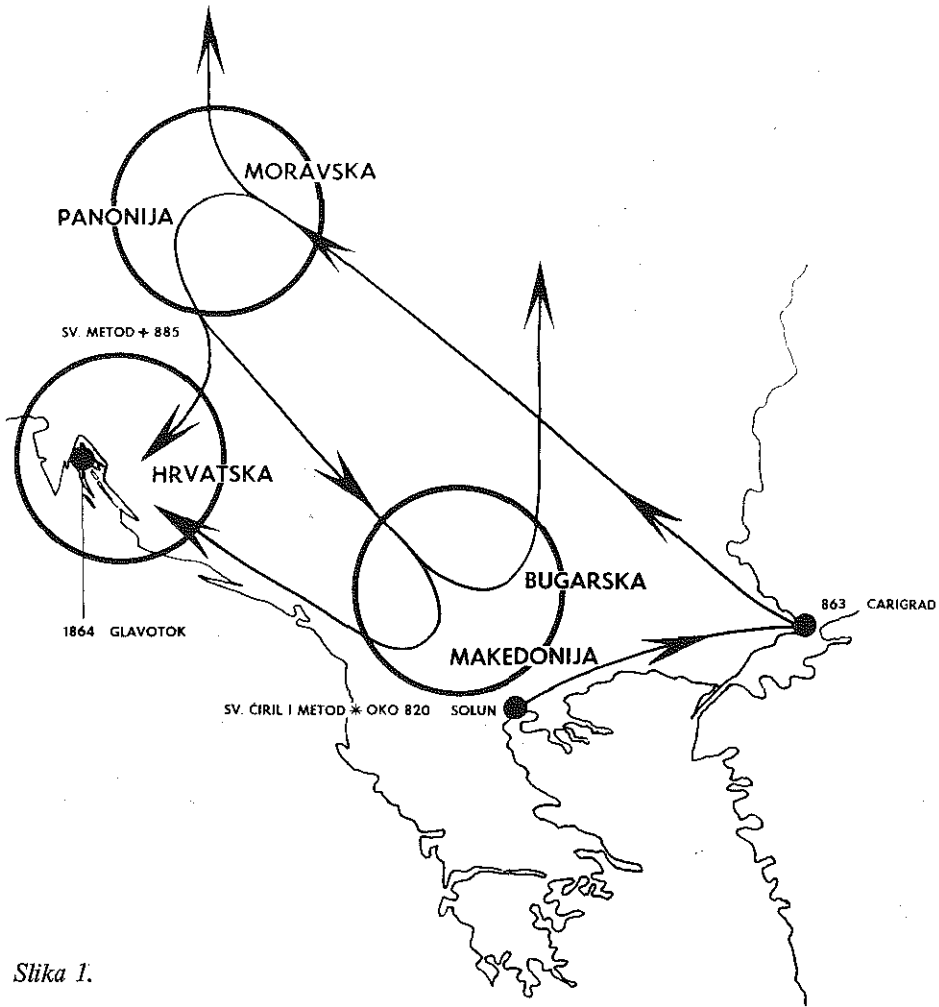 MORAVSKA
PANONIJA
SV. METOD + 885
HRVATSKA
BUGARSKA
863 CARIGRAD
1864 GLAVOTOK
MAKEDONIJA
SV. ĆIRIL I METOD * OKO 820 SOLUN
Slika 1.